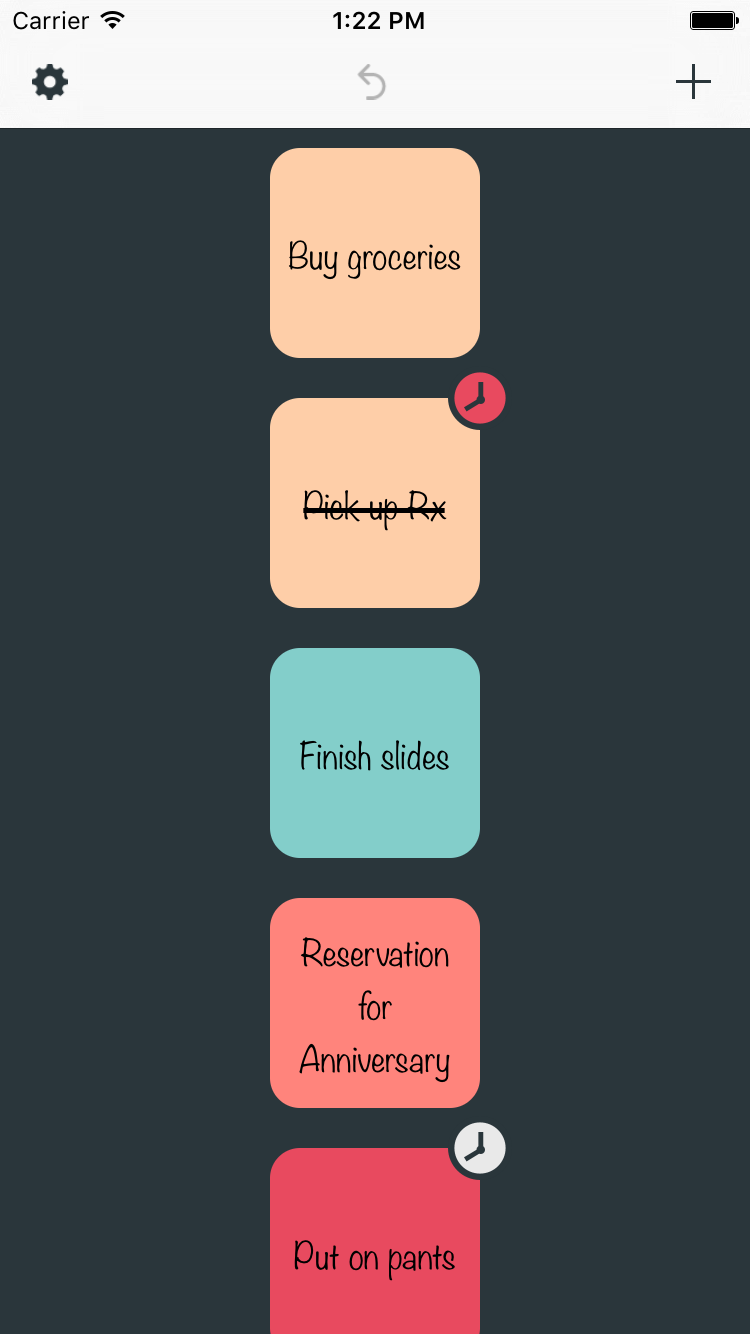 Carrier 1:22 PM
Buy groceries
Pick up Rx
Finish slides
Reservation
for
Anniversary
Put on pants